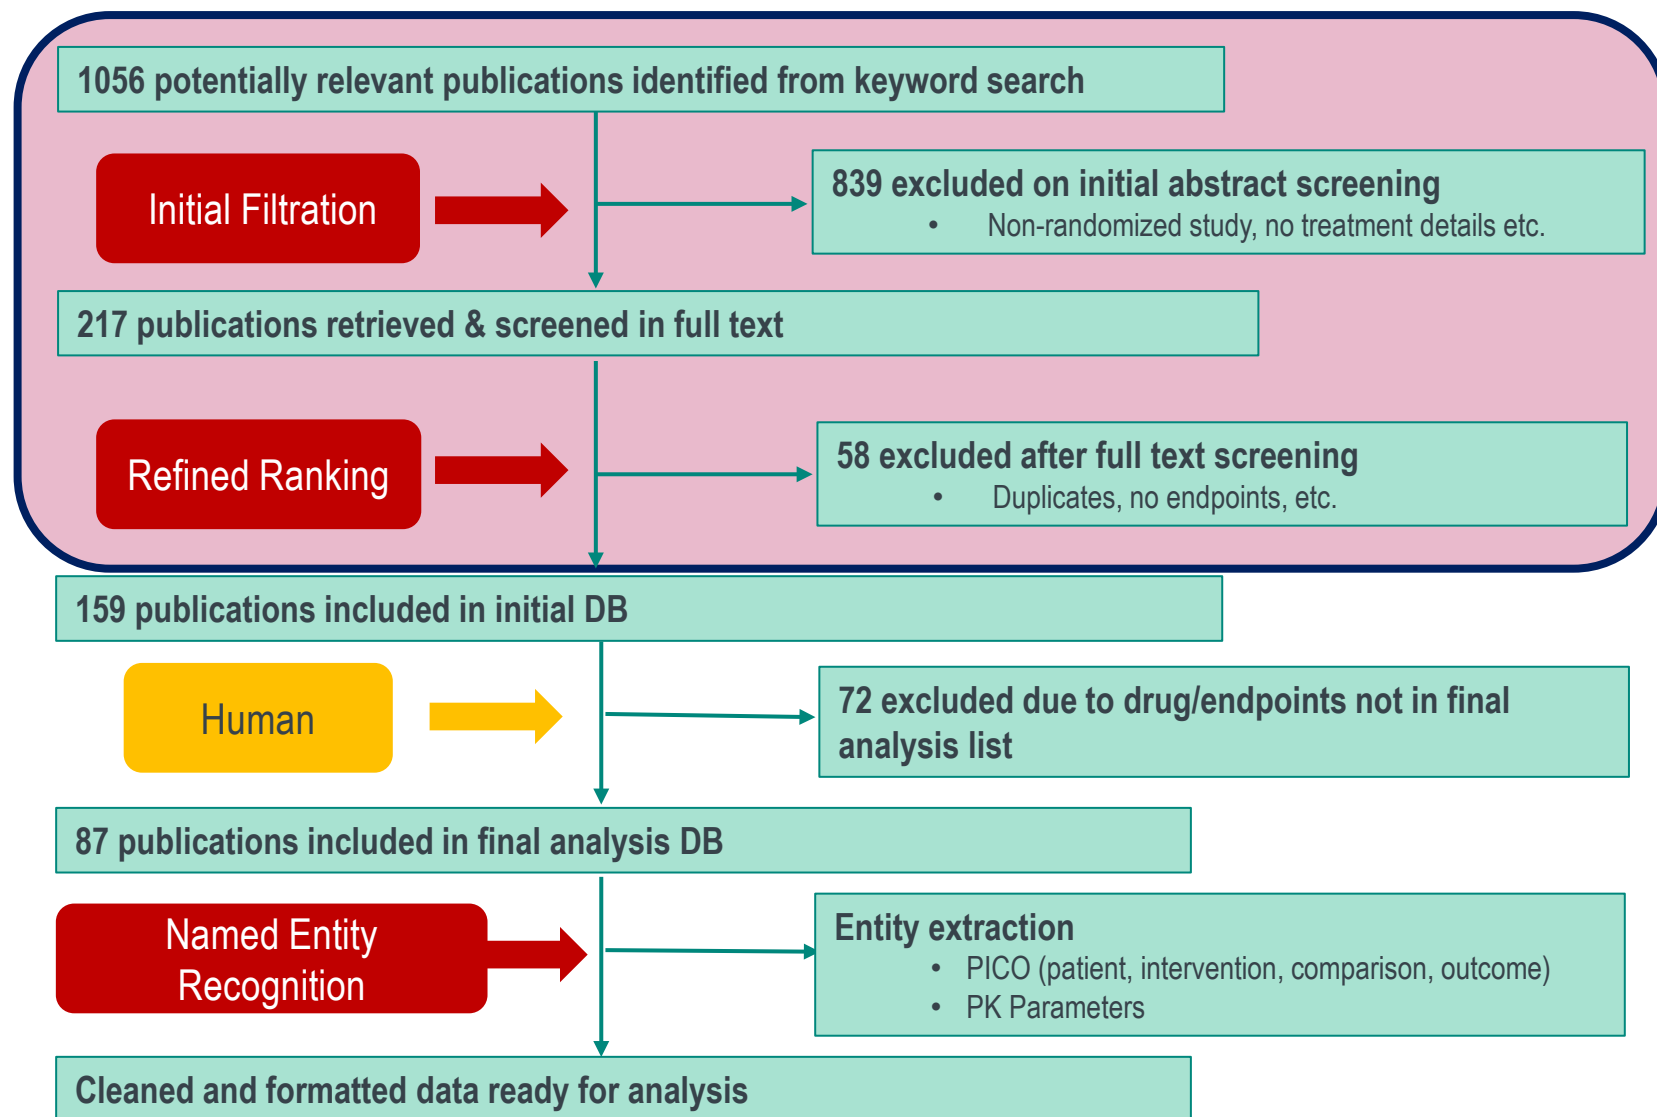 1056 potentially relevant publications identified from keyword search
Initial Filtration
839 excluded on initial abstract screening
• Non-randomized study, no treatment details etc.
217 publications retrieved & screened in full text
Refined Ranking
58 excluded after full text screening
• Duplicates, no endpoints, etc.
159 publications included in initial DB
Human
72 excluded due to drug/endpoints not in final
analysis list
87 publications included in final analysis DB
Named Entity
Recognition
Entity extraction
• PICO (patient, intervention, comparison, outcome)
• PK Parameters
Cleaned and formatted data ready for analysis